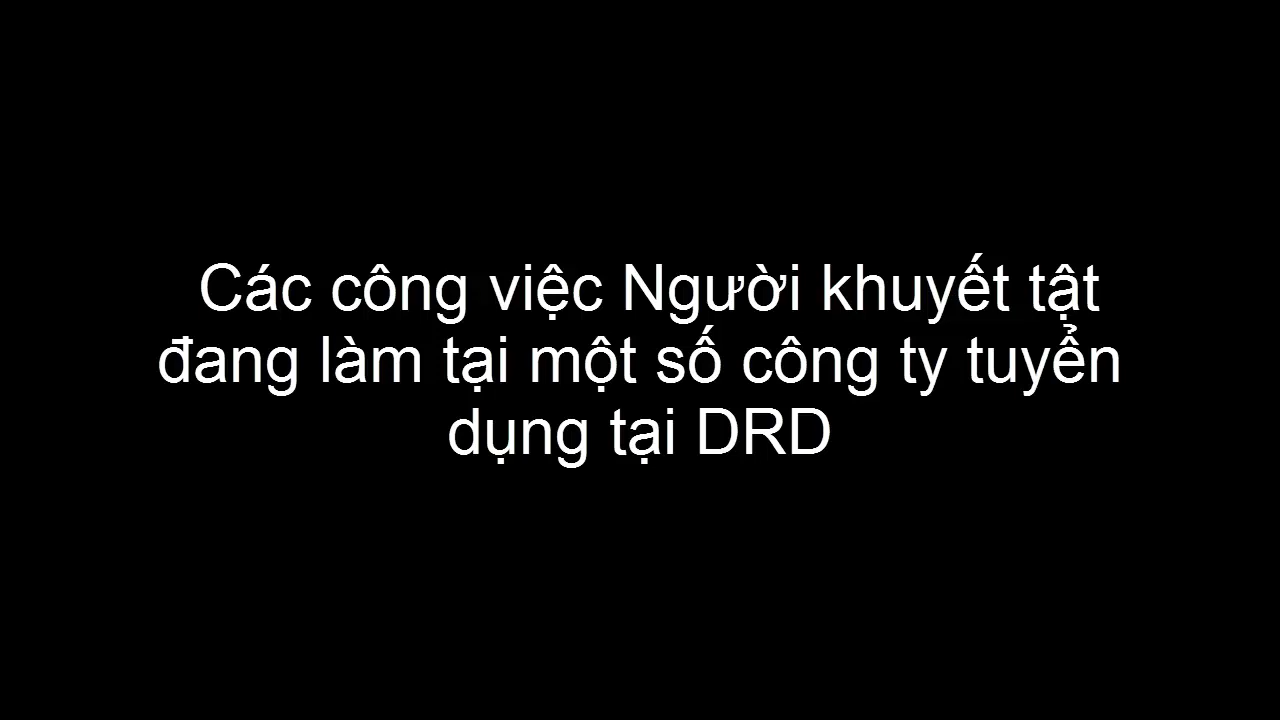 Các công việc Người khuyết tật
đang làm tại một số công ty tuyển
dụng tại DRD